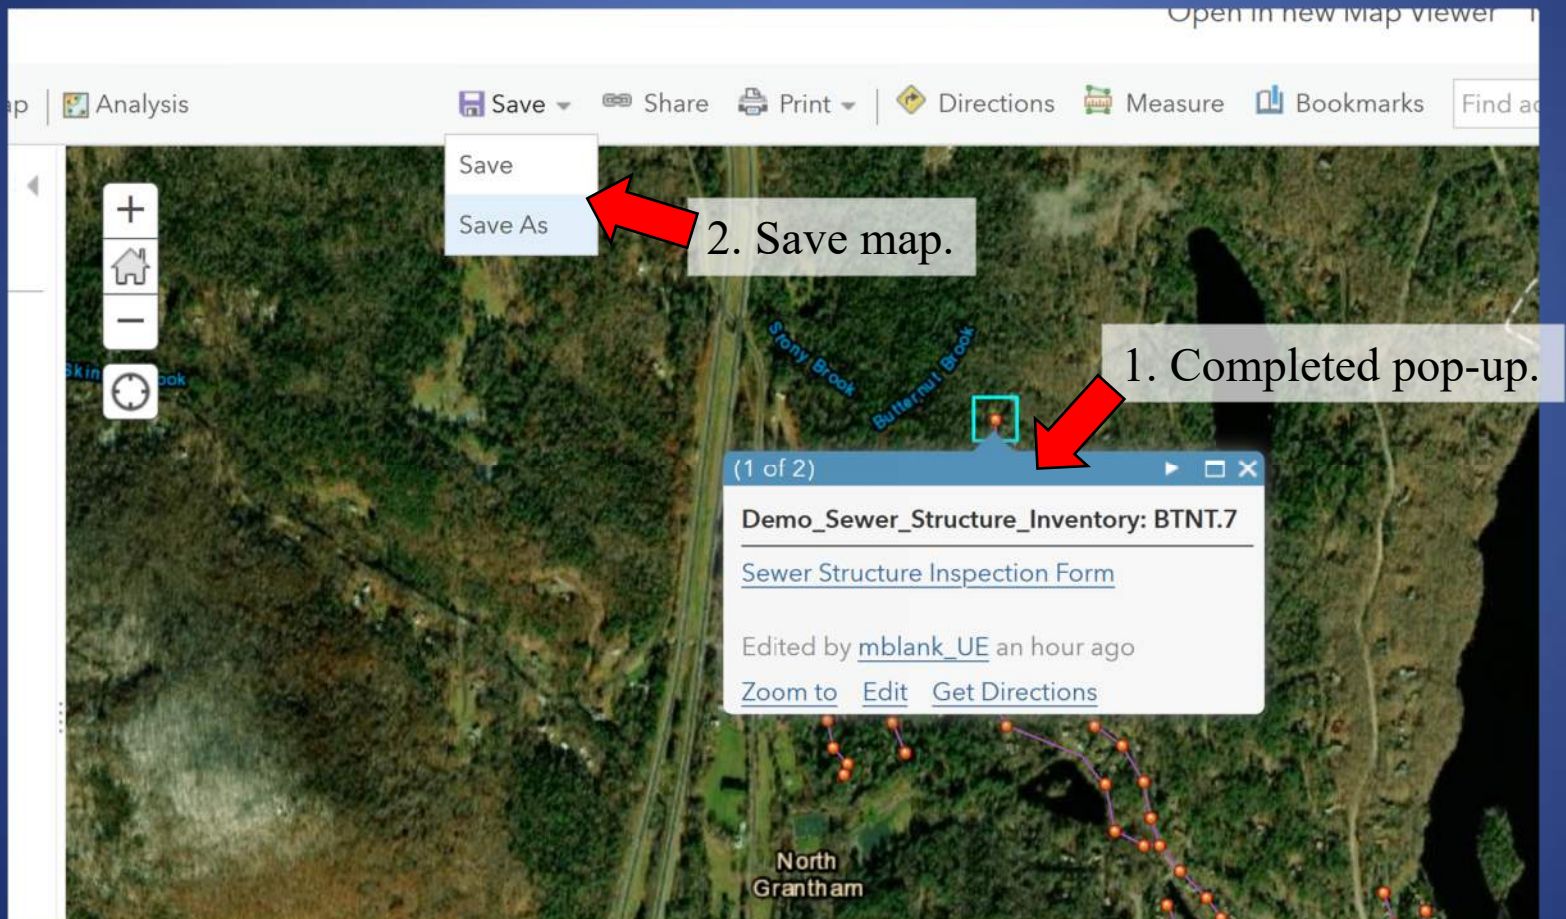 Open in new Map Viewer
Analysis
Save
Share
Print
Directions
Measure
Bookmarks
Find
Save
Save As
2. Save map.
Stony Brook
Butternut Brook
1. Completed pop-up.
(1 of 2)
Demo_Sewer_Structure_Inventory: BTNT.7
Sewer Structure Inspection Form
Edited by mblank_UE an hour ago
Zoom to Edit Get Directions
North
Grantham